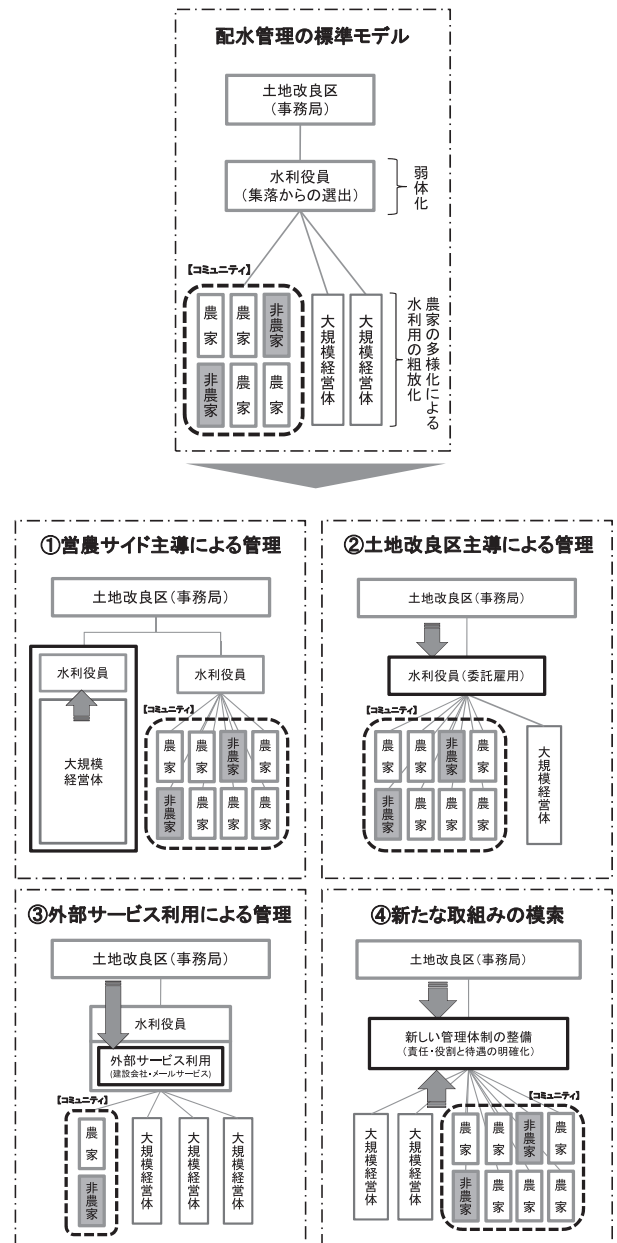 配水管理の標準モデル
土地改良区
(事務局)
水利役員
(集落からの選出)
弱体化
【コミュニティ】
農家
農家
非農家
非農家
農家
農家
大規模経営体
大規模経営体
農家の多様化による
水利用の粗放化
①営農サイド主導による管理
土地改良区(事務局)
水利役員
大規模
経営体
水利役員
【コミュニティ】
農家
農家
非農家
農家
非農家
農家
農家
農家
②土地改良区主導による管理
土地改良区(事務局)
水利役員(委託雇用)
【コミュニティ】
農家
農家
非農家
農家
非農家
農家
農家
農家
大規模経営体
③外部サービス利用による管理
土地改良区(事務局)
水利役員
外部サービス利用
(建設会社・メールサービス)
【コミュニティ】
農家
非農家
大規模経営体
大規模経営体
大規模経営体
④新たな取組みの模索
土地改良区(事務局)
新しい管理体制の整備
(責任・役割と待遇の明確化)
大規模経営体
大規模経営体
【コミュニティ】
農家
農家
非農家
農家
非農家
農家
農家
農家